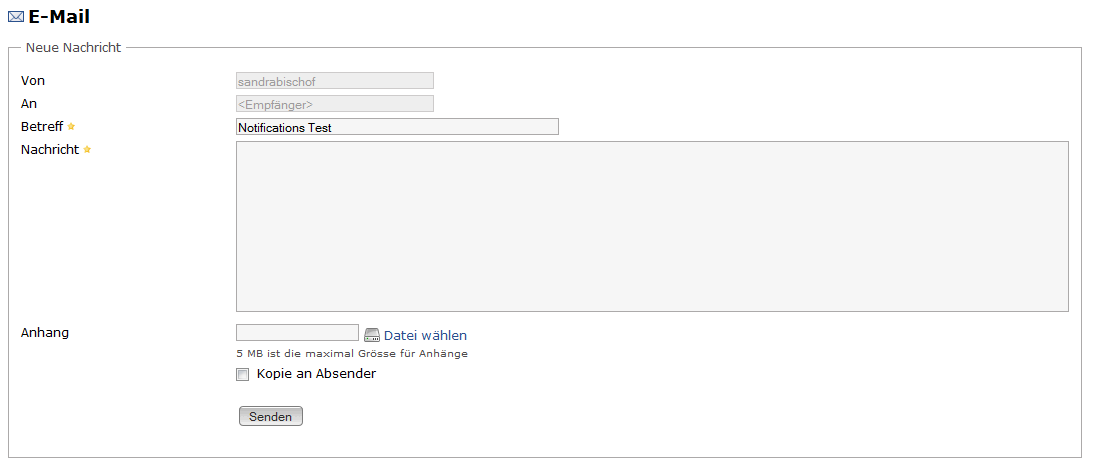 E-Mail
Neue Nachricht
Von sandrabischof
An <Empfänger>
Betreff Notifications Test
Nachricht
Anhang Datei wählen
5 MB ist die maximal Grösse für Anhänge
Kopie an Absender
Senden